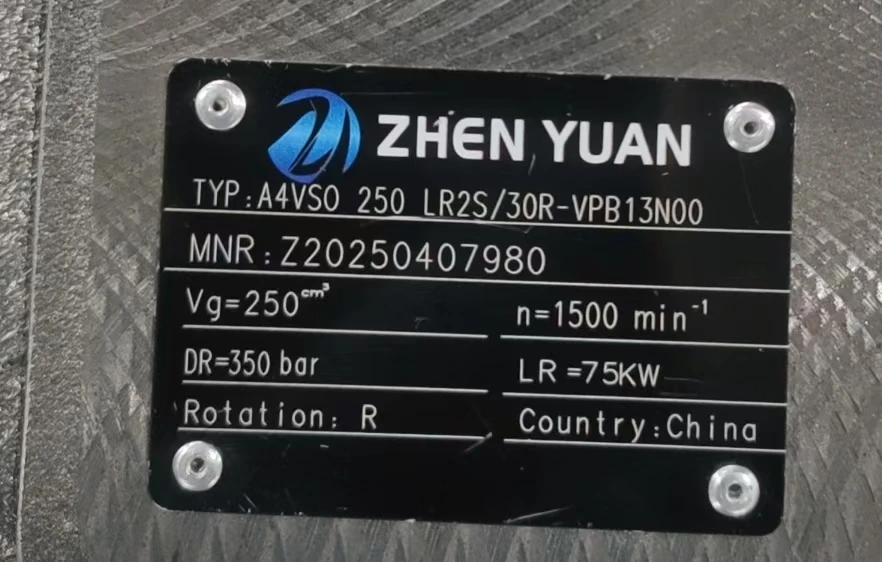 ZHEN YUAN
TYP:A4VSO 250 LR2S/30R-VPB13N00
MNR:Z20250407980
Vg=250cm³
n=1500 min⁻¹
DR=350 bar
LR=75KW
Rotation: R
Country:China